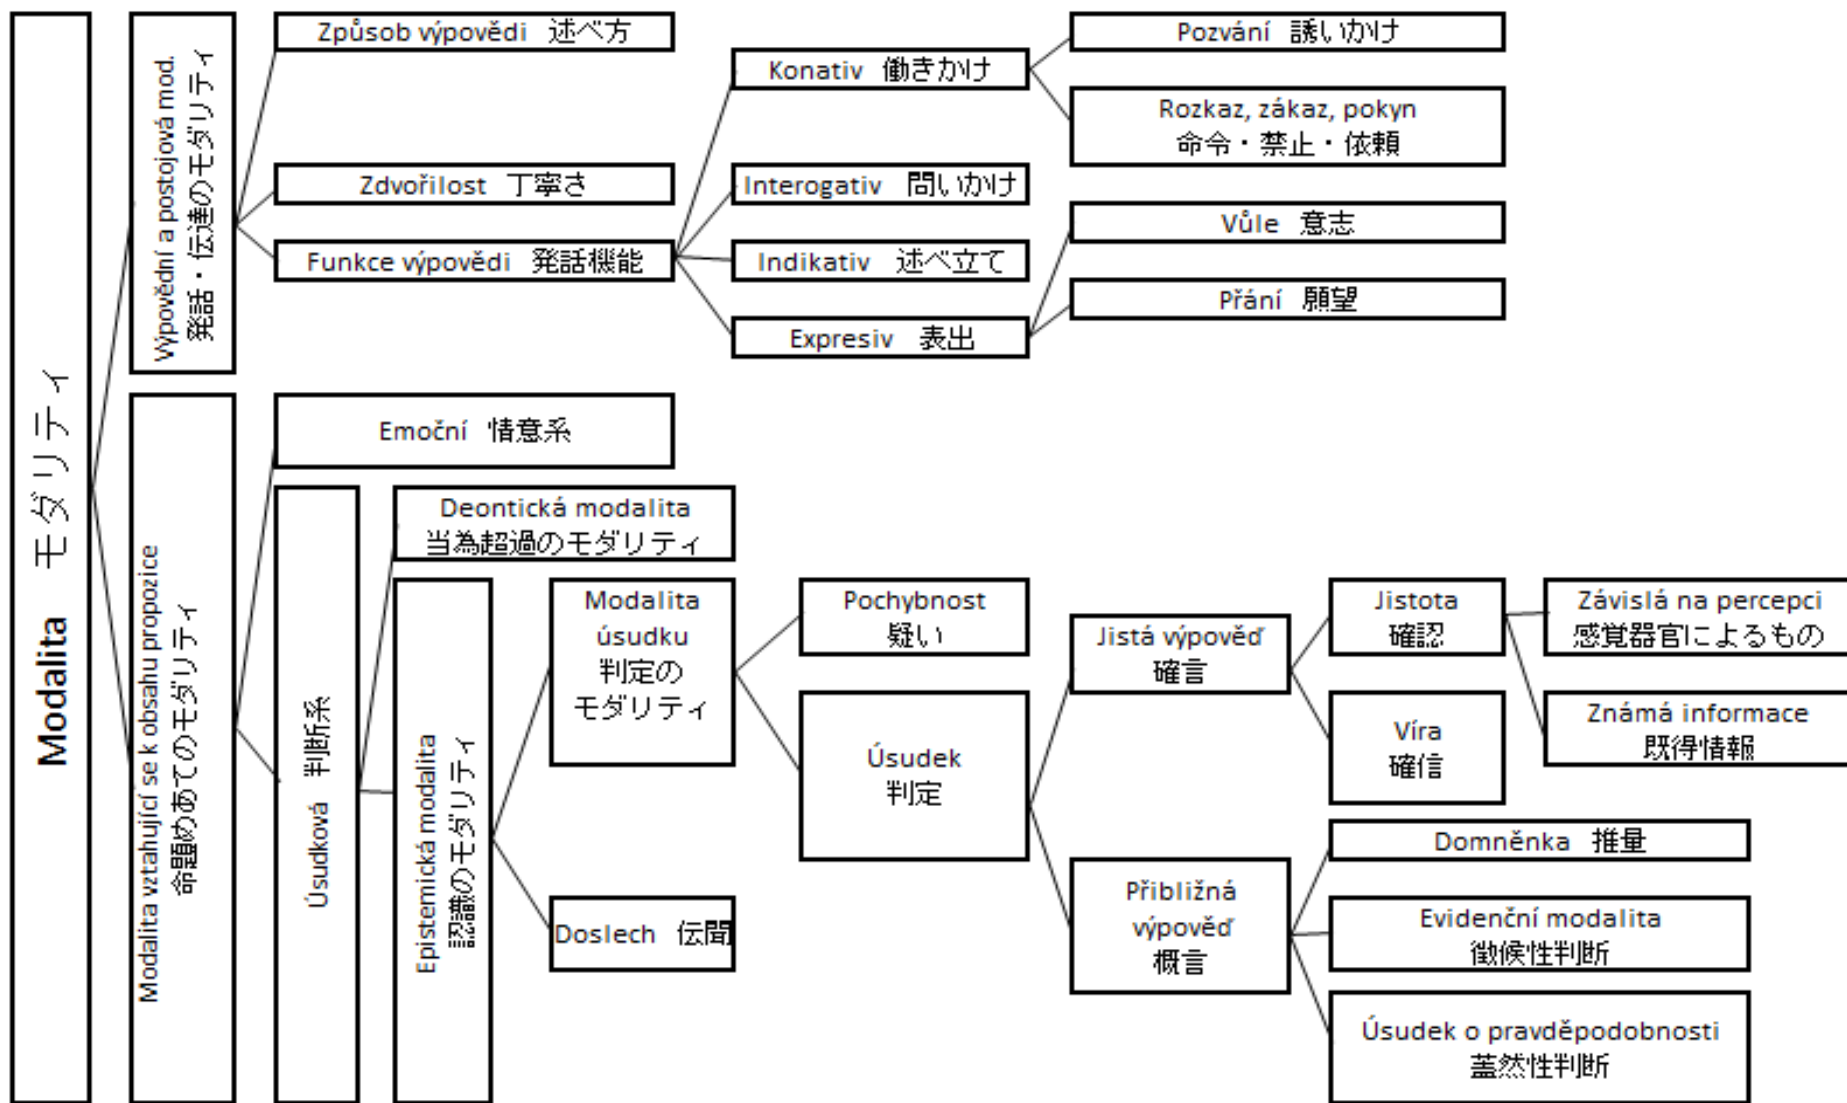 Modalita モダリティ
Výpovědní a postojová mod.
発話・伝達のモダリティ
Způsob výpovědi 述べ方
Zdvořilost 丁寧さ
Funkce výpovědi 発話機能
Konativ 働きかけ
Pozvání 誘いかけ
Rozkaz, zákaz, pokyn
命令・禁止・依頼
Interogativ 問いかけ
Indikativ 述べ立て
Expresiv 表出
Vůle 意志
Přání 願望
Modalita vztahující se k obsahu propozice
命題めあてのモダリティ
Emoční 情意系
Úsudková 判断系
Deontická modalita
当為超過のモダリティ
Epistemická modalita
認識のモダリティ
Modalita
úsudku
判定の
モダリティ
Doslech 伝聞
Pochybnost
疑い
Úsudek
判定
Jistá výpověď
確言
Jistota
確認
Závislá na percepci
感覚器官によるもの
Známá informace
既得情報
Víra
確信
Přibližná
výpověď
概言
Domněnka 推量
Evidenční modalita
徴候性判断
Úsudek o pravděpodobnosti
蓋然性判断